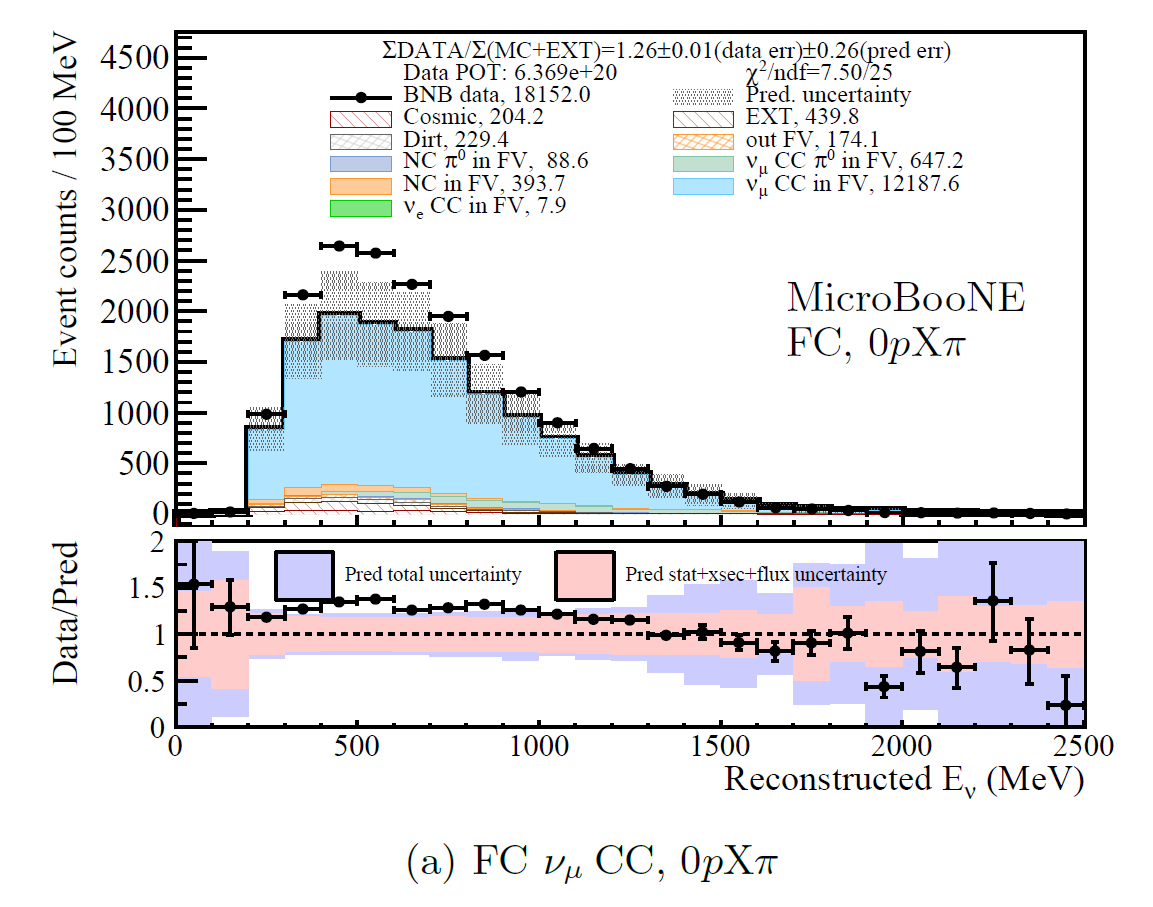 ΣDATA/Σ(MC+EXT)=1.26±0.01(data err)±0.26(pred err)
Data POT: 6.369e+20 χ²/ndf=7.50/25
BNB data, 18152.0 Pred. uncertainty
Cosmic, 204.2 EXT, 439.8
Dirt, 229.4 out FV, 174.1
NC π⁰ in FV, 88.6 νμ CC π⁰ in FV, 647.2
NC in FV, 393.7 νμ CC in FV, 12187.6
νe CC in FV, 7.9
MicroBooNE
FC, 0pXπ
Event counts / 100 MeV
4500
4000
3500
3000
2500
2000
1500
1000
500
0
Pred total uncertainty Pred stat+xsec+flux uncertainty
Data/Pred
2
1.5
1
0.5
0
0 500 1000 1500 2000 2500
Reconstructed Eν (MeV)
(a) FC νμ CC, 0pXπ